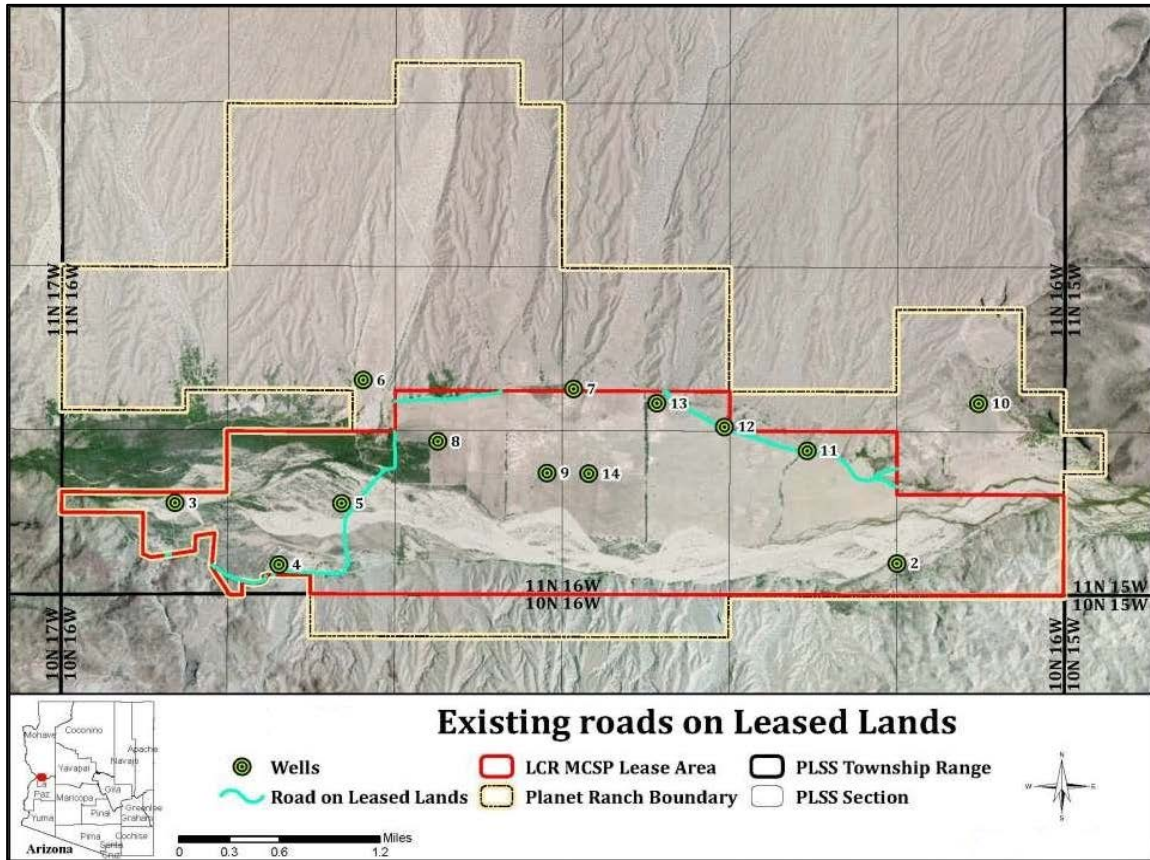 11N 17W
11N 16W
11N 16W
11N 15W
6
7
13
10
12
8
11
9
14
3
5
4
2
11N 16W
10N 16W
11N 15W
10N 15W
10N 17W
10N 16W
10N 16W
10N 15W
Existing roads on Leased Lands
Wells
LCR MCSP Lease Area
PLSS Township Range
Road on Leased Lands
Planet Ranch Boundary
PLSS Section
Mohave
Coconino
Apache
Navajo
Yavapai
La
Paz
Gila
Maricopa
Greenlee
Graham
Pinal
Yuma
Pima
Cochise
Santa
Cruz
Arizona
Miles
0 0.3 0.6 1.2
N
W E
S